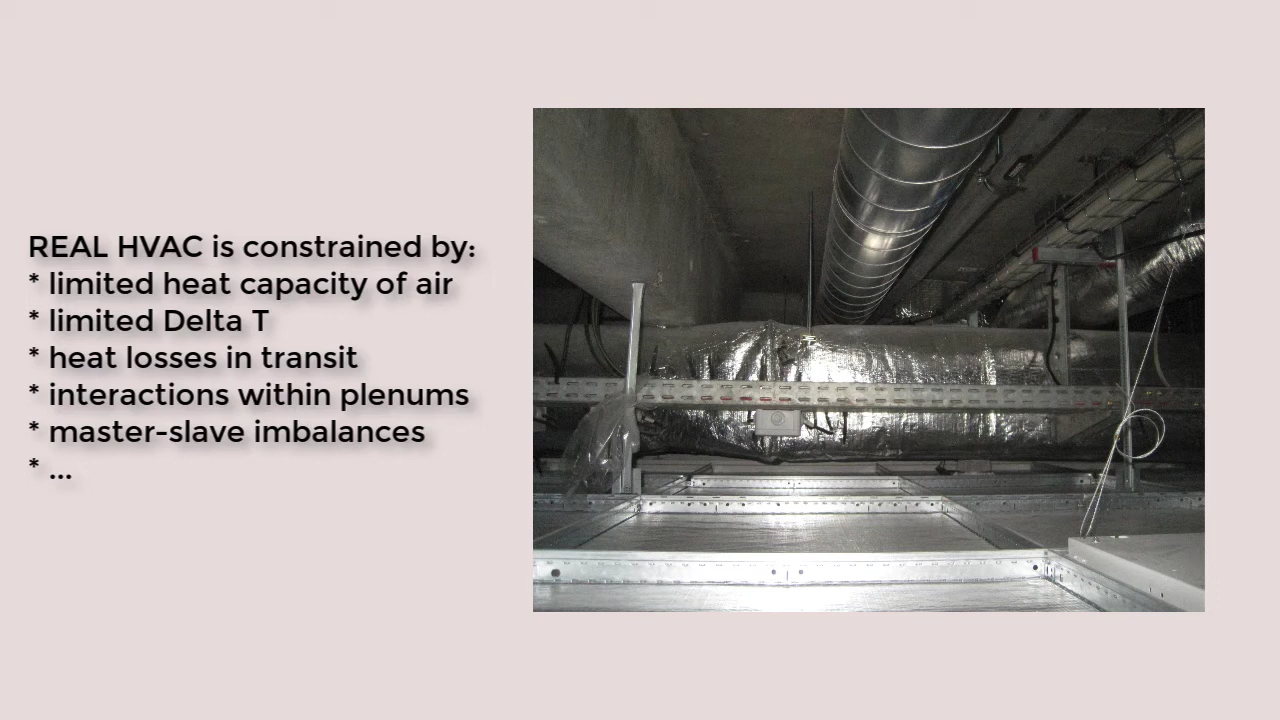 REAL HVAC is constrained by:
* limited heat capacity of air
* limited Delta T
* heat losses in transit
* interactions within plenums
* master-slave imbalances
* ...